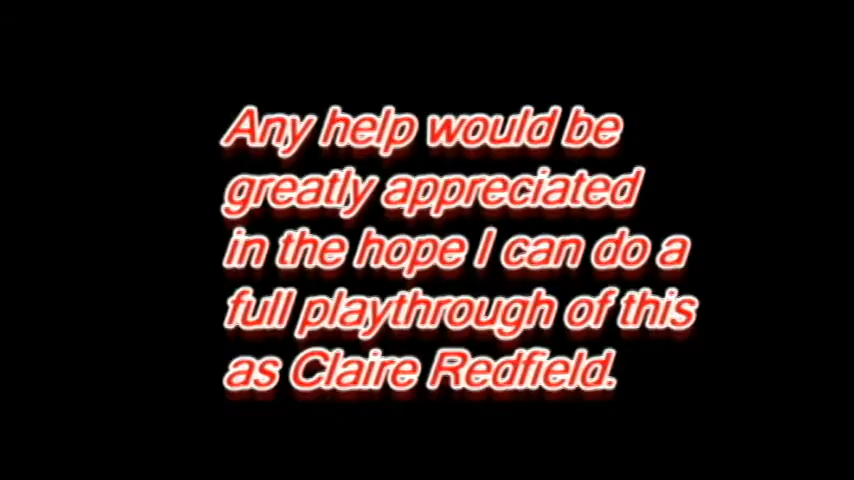 Any help would be
greatly appreciated
in the hope I can do a
full playthrough of this
as Claire Redfield.